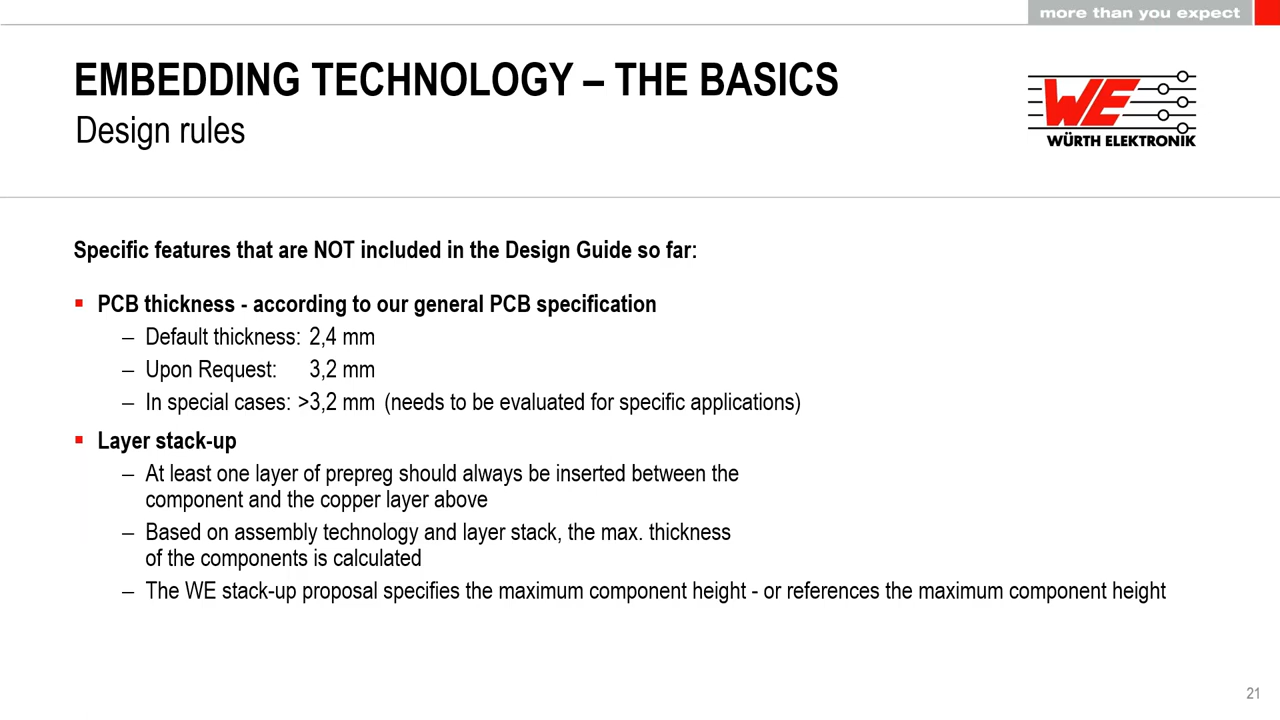 more than you expect
EMBEDDING TECHNOLOGY – THE BASICS
Design rules
WE
WÜRTH ELEKTRONIK
Specific features that are NOT included in the Design Guide so far:
▪ PCB thickness - according to our general PCB specification
– Default thickness: 2,4 mm
– Upon Request: 3,2 mm
– In special cases: >3,2 mm (needs to be evaluated for specific applications)
▪ Layer stack-up
– At least one layer of prepreg should always be inserted between the
component and the copper layer above
– Based on assembly technology and layer stack, the max. thickness
of the components is calculated
– The WE stack-up proposal specifies the maximum component height - or references the maximum component height
21